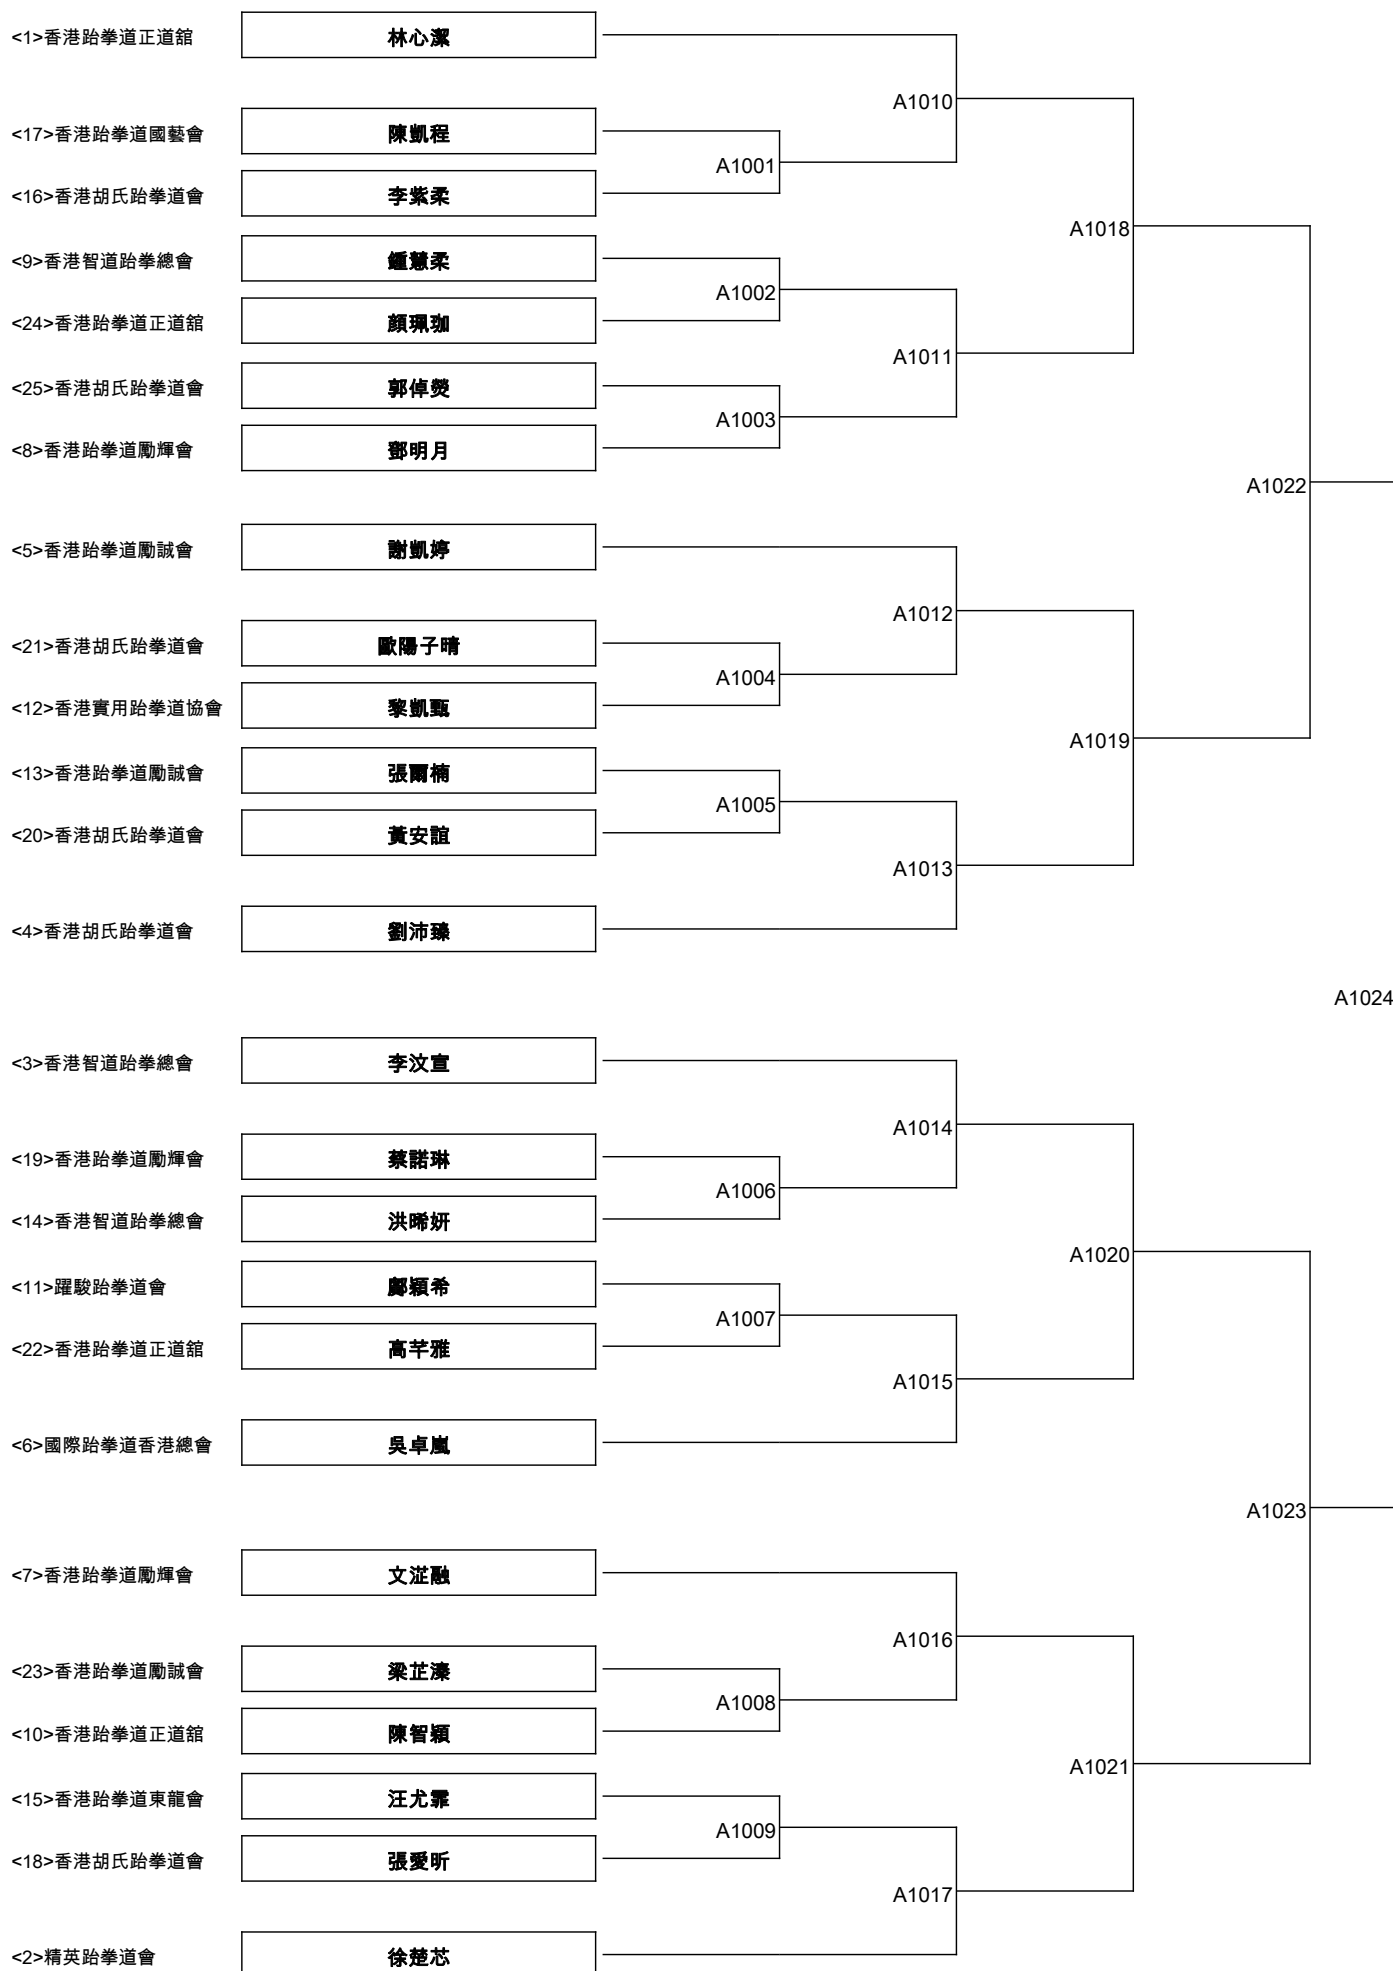 <1>香港跆拳道正道舘 林心潔
A1010
<17>香港跆拳道國藝會 陳凱程
A1001
<16>香港胡氏跆拳道會 李紫柔
A1018
<9>香港智道跆拳總會 鍾慧柔
A1002
<24>香港跆拳道正道舘 顏珮珈
A1011
<25>香港胡氏跆拳道會 郭倬熒
A1003
<8>香港跆拳道勵輝會 鄧明月
A1022
<5>香港跆拳道勵誠會 謝凱婷
A1012
<21>香港胡氏跆拳道會 歐陽子晴
A1004
<12>香港實用跆拳道協會 黎凱甄
A1019
<13>香港跆拳道勵誠會 張爾楠
A1005
<20>香港胡氏跆拳道會 黃安誼
A1013
<4>香港胡氏跆拳道會 劉沛臻
A1024
<3>香港智道跆拳總會 李汶宣
A1014
<19>香港跆拳道勵輝會 蔡諾琳
A1006
<14>香港智道跆拳總會 洪晞妍
A1020
<11>躍駿跆拳道會 鄺穎希
A1007
<22>香港跆拳道正道舘 高芊雅
A1015
<6>國際跆拳道香港總會 吳卓嵐
A1023
<7>香港跆拳道勵輝會 文漄融
A1016
<23>香港跆拳道勵誠會 梁芷溱
A1008
<10>香港跆拳道正道舘 陳智穎
A1021
<15>香港跆拳道東龍會 汪尤霏
A1009
<18>香港胡氏跆拳道會 張愛昕
A1017
<2>精英跆拳道會 徐楚芯